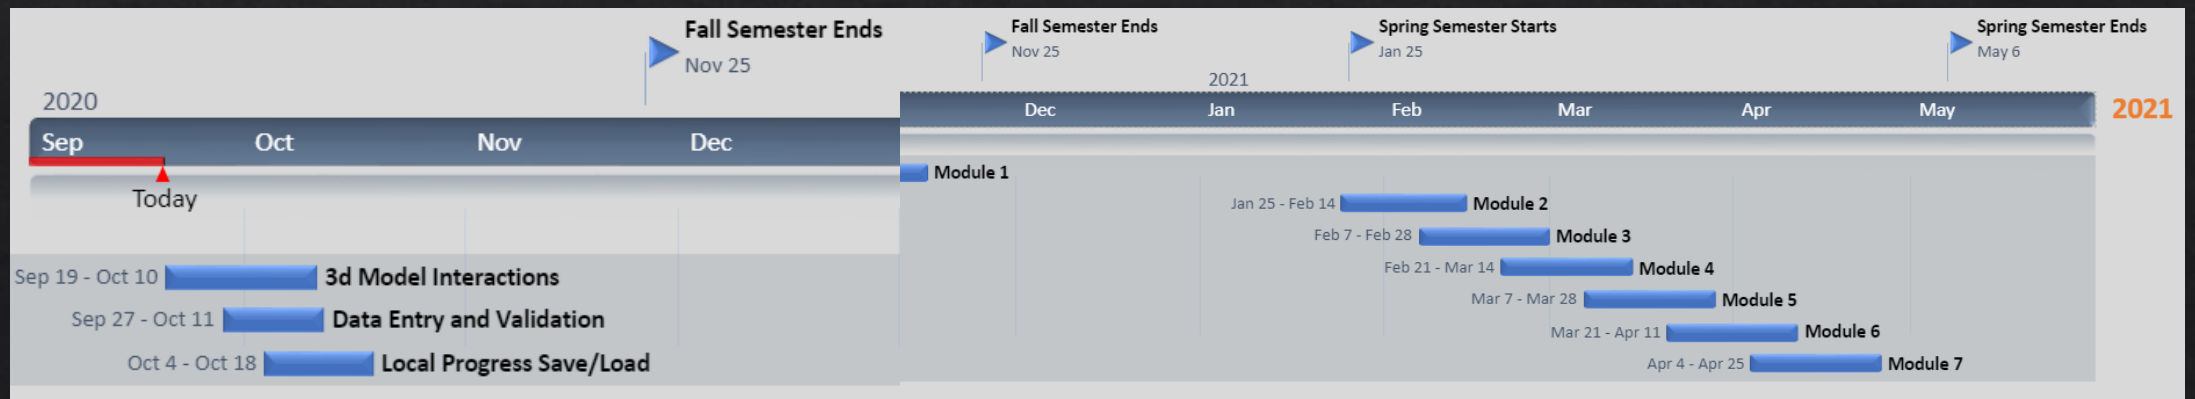 Fall Semester Ends
Nov 25
2020
Sep Oct Nov Dec
Today
Sep 19 - Oct 10 3d Model Interactions
Sep 27 - Oct 11 Data Entry and Validation
Oct 4 - Oct 18 Local Progress Save/Load
Fall Semester Ends
Nov 25
Spring Semester Starts
Jan 25
Spring Semester Ends
May 6
2021
Dec Jan Feb Mar Apr May 2021
Module 1
Jan 25 - Feb 14 Module 2
Feb 7 - Feb 28 Module 3
Feb 21 - Mar 14 Module 4
Mar 7 - Mar 28 Module 5
Mar 21 - Apr 11 Module 6
Apr 4 - Apr 25 Module 7